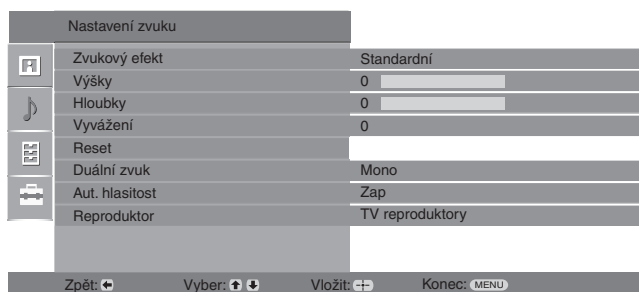 Nastavení zvuku
Zvukový efekt Standardní
Výšky 0
Hloubky 0
Vyvážení 0
Reset
Duální zvuk Mono
Aut. hlasitost Zap
Reproduktor TV reproduktory
Zpět: Vyber: Vložit: Konec: MENU